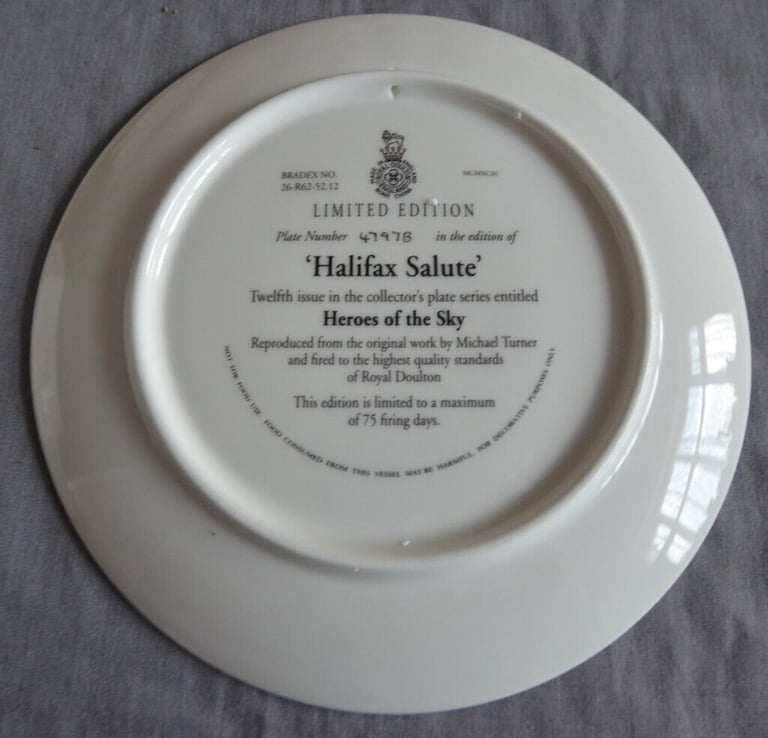 BRADEX NO.
26-R62-52.12
MCMXCIII
LIMITED EDITION
Plate Number 4797B in the edition of
'Halifax Salute'
Twelfth issue in the collector's plate series entitled
Heroes of the Sky
Reproduced from the original work by Michael Turner
and fired to the highest quality standards
of Royal Doulton
This edition is limited to a maximum
of 75 firing days.
NOT FOR FOOD USE. FOOD CONSUMED FROM THIS VESSEL MAY BE HARMFUL. FOR DECORATIVE PURPOSES ONLY.